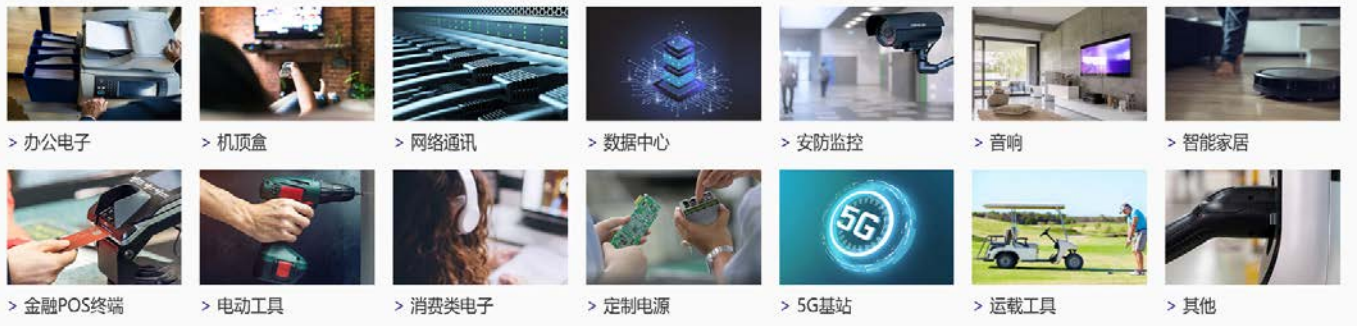 > 办公电子
> 机顶盒
> 网络通讯
> 数据中心
> 安防监控
> 音响
> 智能家居
5G
> 金融POS终端
> 电动工具
> 消费类电子
> 定制电源
> 5G基站
> 运载工具
> 其他